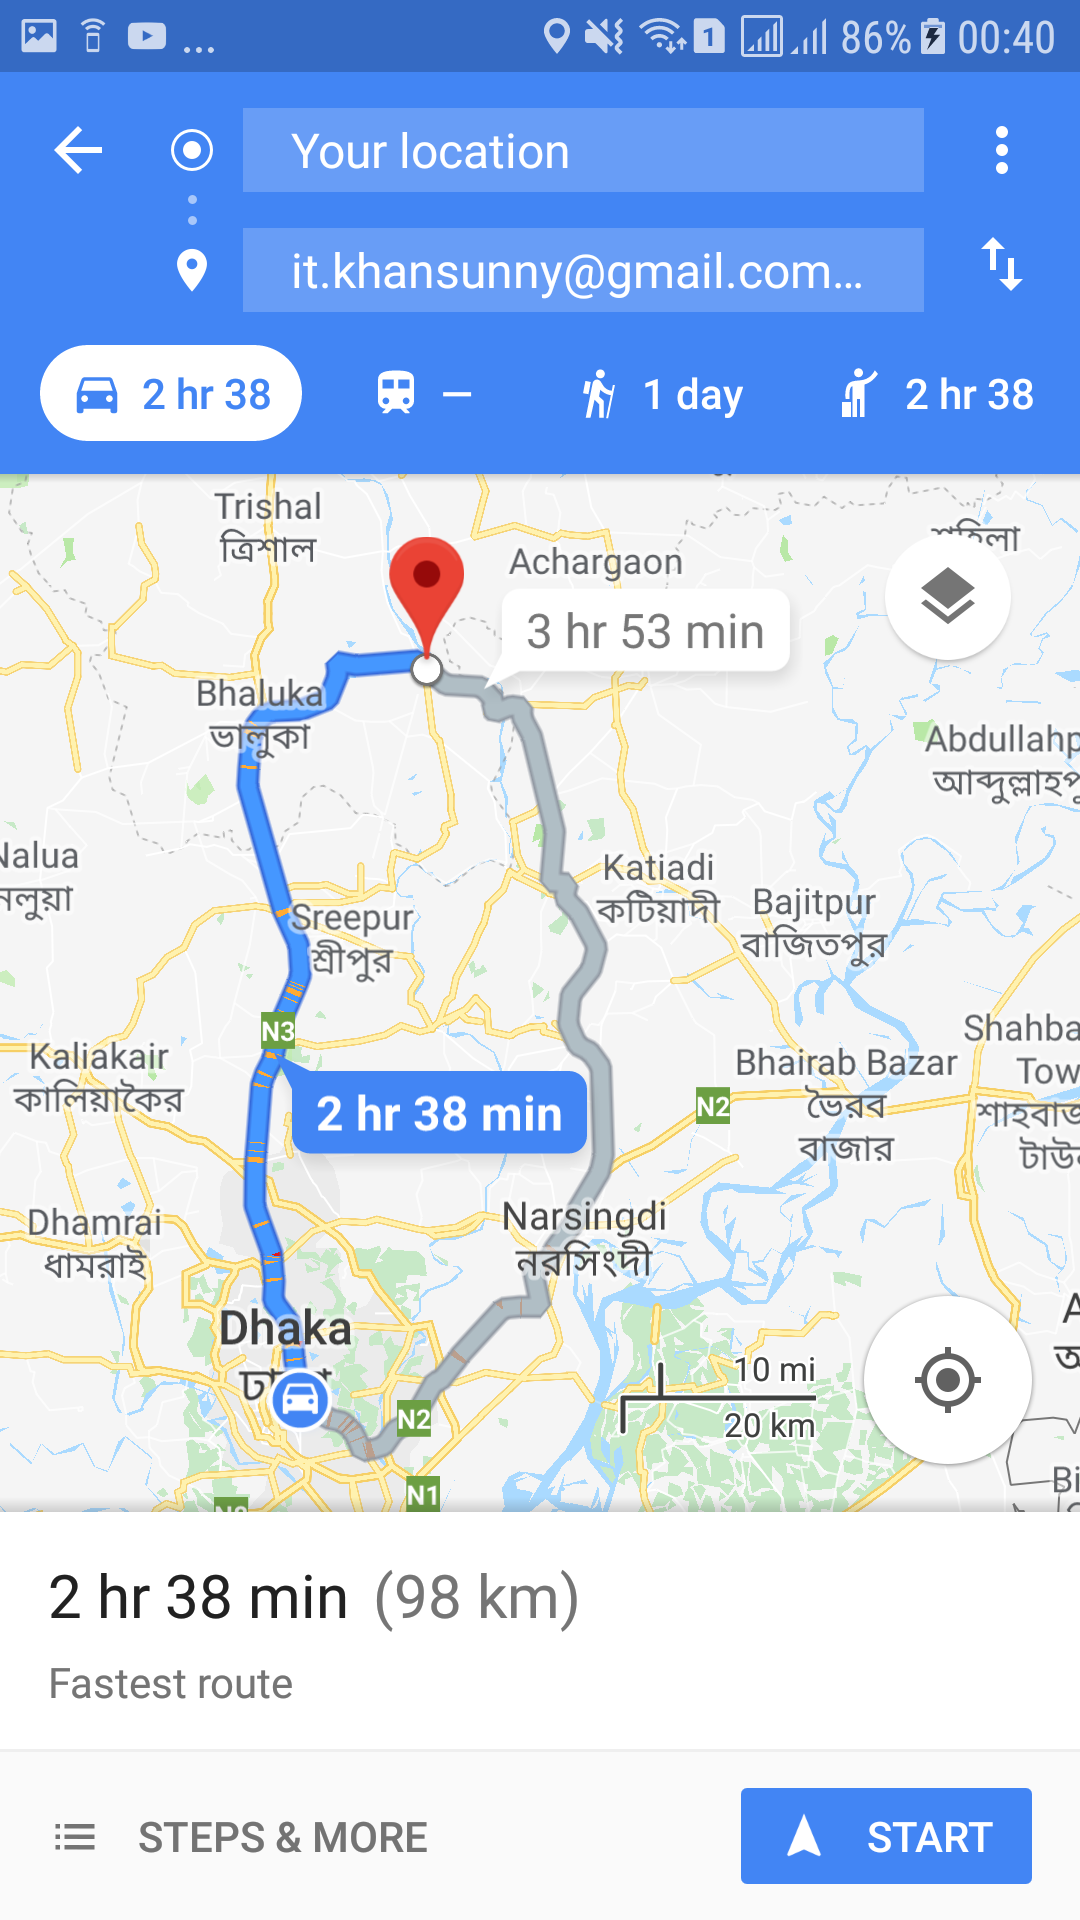 ... 1 86% 00:40
Your location
it.khansunny@gmail.com...
2 hr 38 – 1 day 2 hr 38
Trishal
ত্রিশাল
Achargaon
3 hr 53 min
Bhaluka
ভালুকা
Abdullahp
আব্দুল্লাহপু
Nalua
নলুয়া
Katiadi
কটিয়াদী
Bajitpur
বাজিতপুর
Sreepur
শ্রীপুর
N3
Kaliakair
কালিয়াকৈর
2 hr 38 min
N2
Bhairab Bazar
ভৈরব
বাজার
Shahba
Tow
Dhamrai
ধামরাই
Narsingdi
নরসিংদী
Dhaka
10 mi
20 km
N2
N1
Bi
2 hr 38 min (98 km)
Fastest route
STEPS & MORE
START